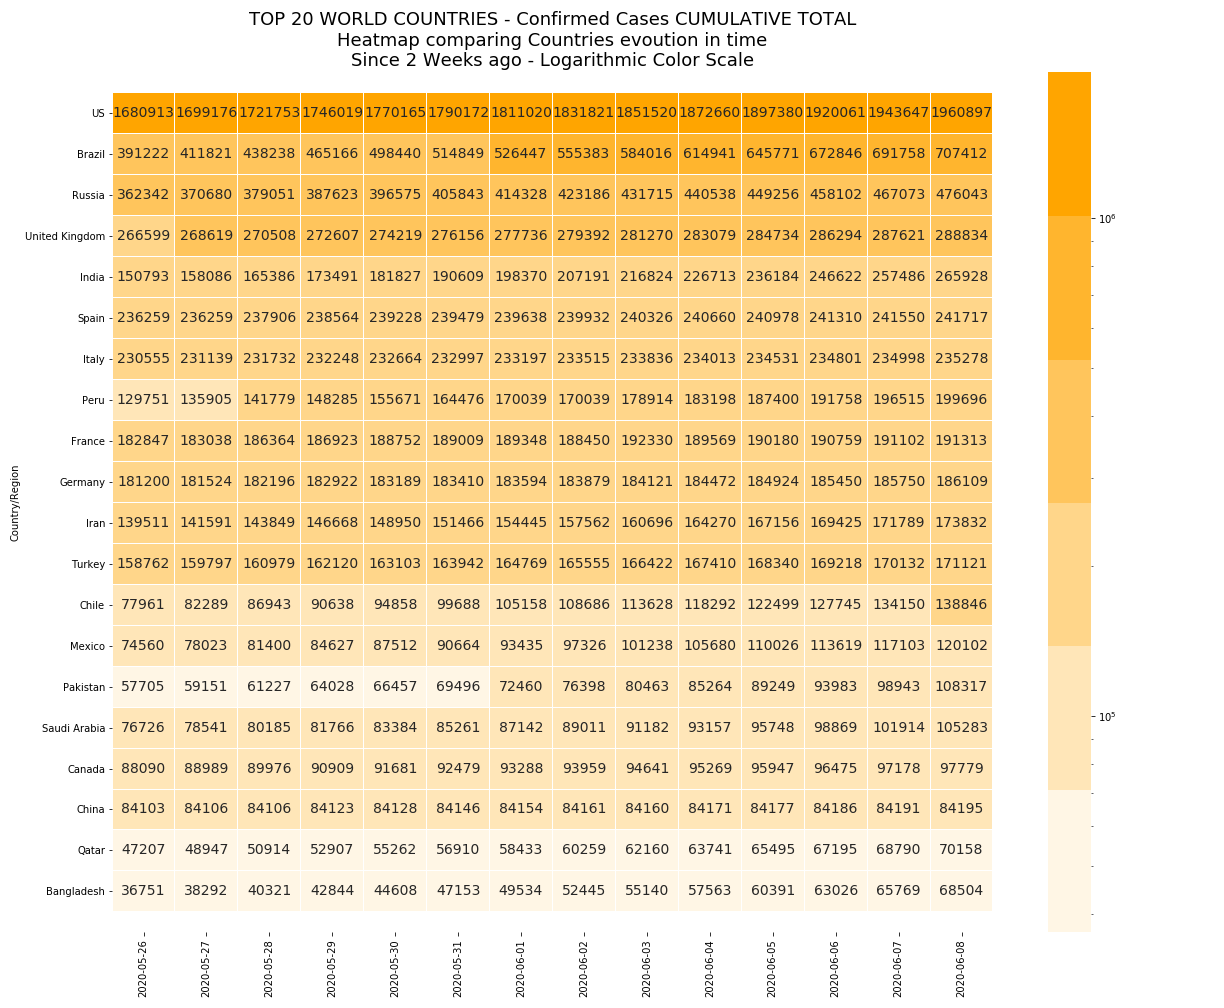 TOP 20 WORLD COUNTRIES - Confirmed Cases CUMULATIVE TOTAL
Heatmap comparing Countries evoution in time
Since 2 Weeks ago - Logarithmic Color Scale
US 1680913 1699176 1721753 1746019 1770165 1790172 1811020 1831821 1851520 1872660 1897380 1920061 1943647 1960897
Brazil 391222 411821 438238 465166 498440 514849 526447 555383 584016 614941 645771 672846 691758 707412
Russia 362342 370680 379051 387623 396575 405843 414328 423186 431715 440538 449256 458102 467073 476043
10⁶
United Kingdom 266599 268619 270508 272607 274219 276156 277736 279392 281270 283079 284734 286294 287621 288834
India 150793 158086 165386 173491 181827 190609 198370 207191 216824 226713 236184 246622 257486 265928
Spain 236259 236259 237906 238564 239228 239479 239638 239932 240326 240660 240978 241310 241550 241717
Italy 230555 231139 231732 232248 232664 232997 233197 233515 233836 234013 234531 234801 234998 235278
Peru 129751 135905 141779 148285 155671 164476 170039 170039 178914 183198 187400 191758 196515 199696
France 182847 183038 186364 186923 188752 189009 189348 188450 192330 189569 190180 190759 191102 191313
Germany 181200 181524 182196 182922 183189 183410 183594 183879 184121 184472 184924 185450 185750 186109
Country/Region
Iran 139511 141591 143849 146668 148950 151466 154445 157562 160696 164270 167156 169425 171789 173832
Turkey 158762 159797 160979 162120 163103 163942 164769 165555 166422 167410 168340 169218 170132 171121
Chile 77961 82289 86943 90638 94858 99688 105158 108686 113628 118292 122499 127745 134150 138846
Mexico 74560 78023 81400 84627 87512 90664 93435 97326 101238 105680 110026 113619 117103 120102
Pakistan 57705 59151 61227 64028 66457 69496 72460 76398 80463 85264 89249 93983 98943 108317
10⁵
Saudi Arabia 76726 78541 80185 81766 83384 85261 87142 89011 91182 93157 95748 98869 101914 105283
Canada 88090 88989 89976 90909 91681 92479 93288 93959 94641 95269 95947 96475 97178 97779
China 84103 84106 84106 84123 84128 84146 84154 84161 84160 84171 84177 84186 84191 84195
Qatar 47207 48947 50914 52907 55262 56910 58433 60259 62160 63741 65495 67195 68790 70158
Bangladesh 36751 38292 40321 42844 44608 47153 49534 52445 55140 57563 60391 63026 65769 68504
2020-05-26 2020-05-27 2020-05-28 2020-05-29 2020-05-30 2020-05-31 2020-06-01 2020-06-02 2020-06-03 2020-06-04 2020-06-05 2020-06-06 2020-06-07 2020-06-08